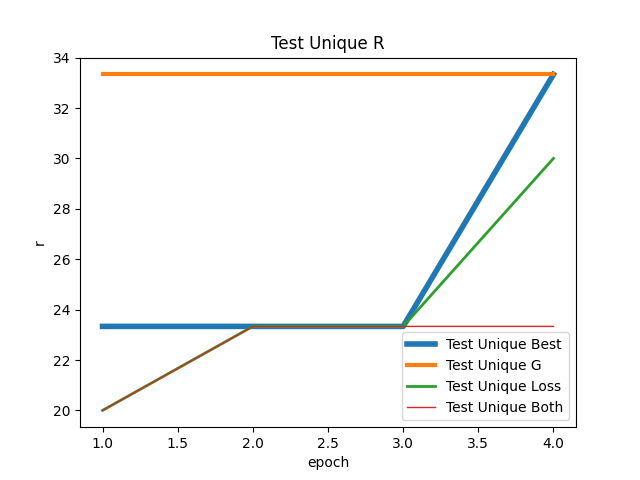 Test Unique R
34
32
30
28
26
24
22
20
r
Test Unique Best
Test Unique G
Test Unique Loss
Test Unique Both
1.0 1.5 2.0 2.5 3.0 3.5 4.0
epoch